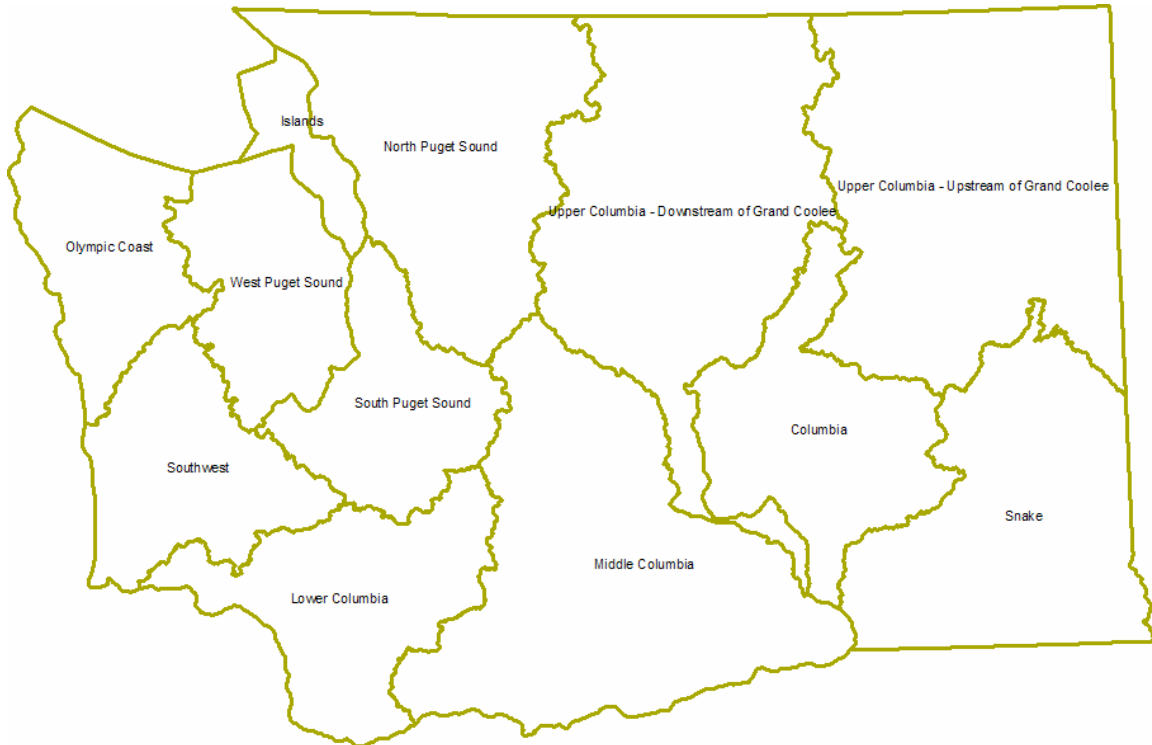 Islands
North Puget Sound
Upper Columbia - Upstream of Grand Coolee
Upper Columbia - Downstream of Grand Coolee
Olympic Coast
West Puget Sound
South Puget Sound
Columbia
Southwest
Snake
Middle Columbia
Lower Columbia